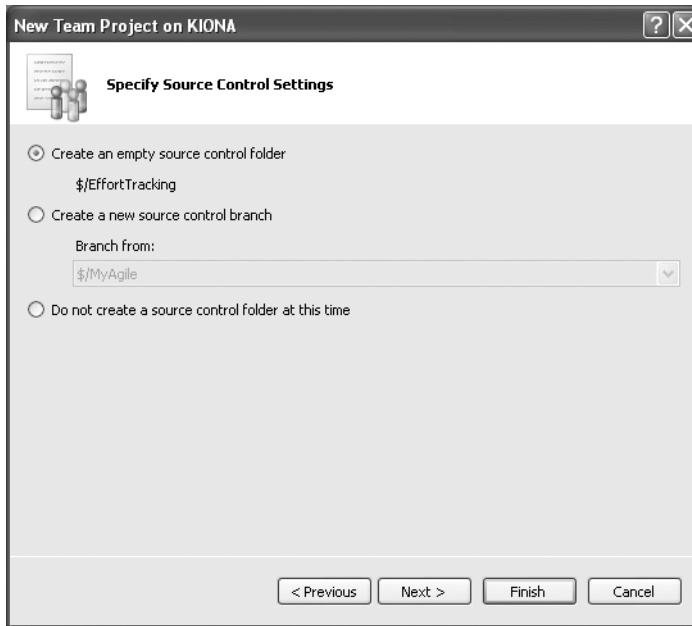 New Team Project on KIONA
Specify Source Control Settings
Create an empty source control folder
$/EffortTracking
Create a new source control branch
Branch from:
$/MyAgile
Do not create a source control folder at this time
< Previous Next > Finish Cancel